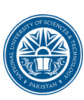 NATIONAL UNIVERSITY OF SCIENCES & TECHNOLOGY
PAKISTAN